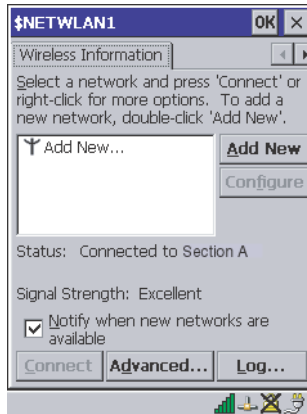 $NETWLAN1 OK ×
Wireless Information
Select a network and press 'Connect' or
right-click for more options. To add a
new network, double-click 'Add New'.
Add New...
Add New
Configure
Status: Connected to Section A
Signal Strength: Excellent
Notify when new networks are
available
Connect Advanced... Log...